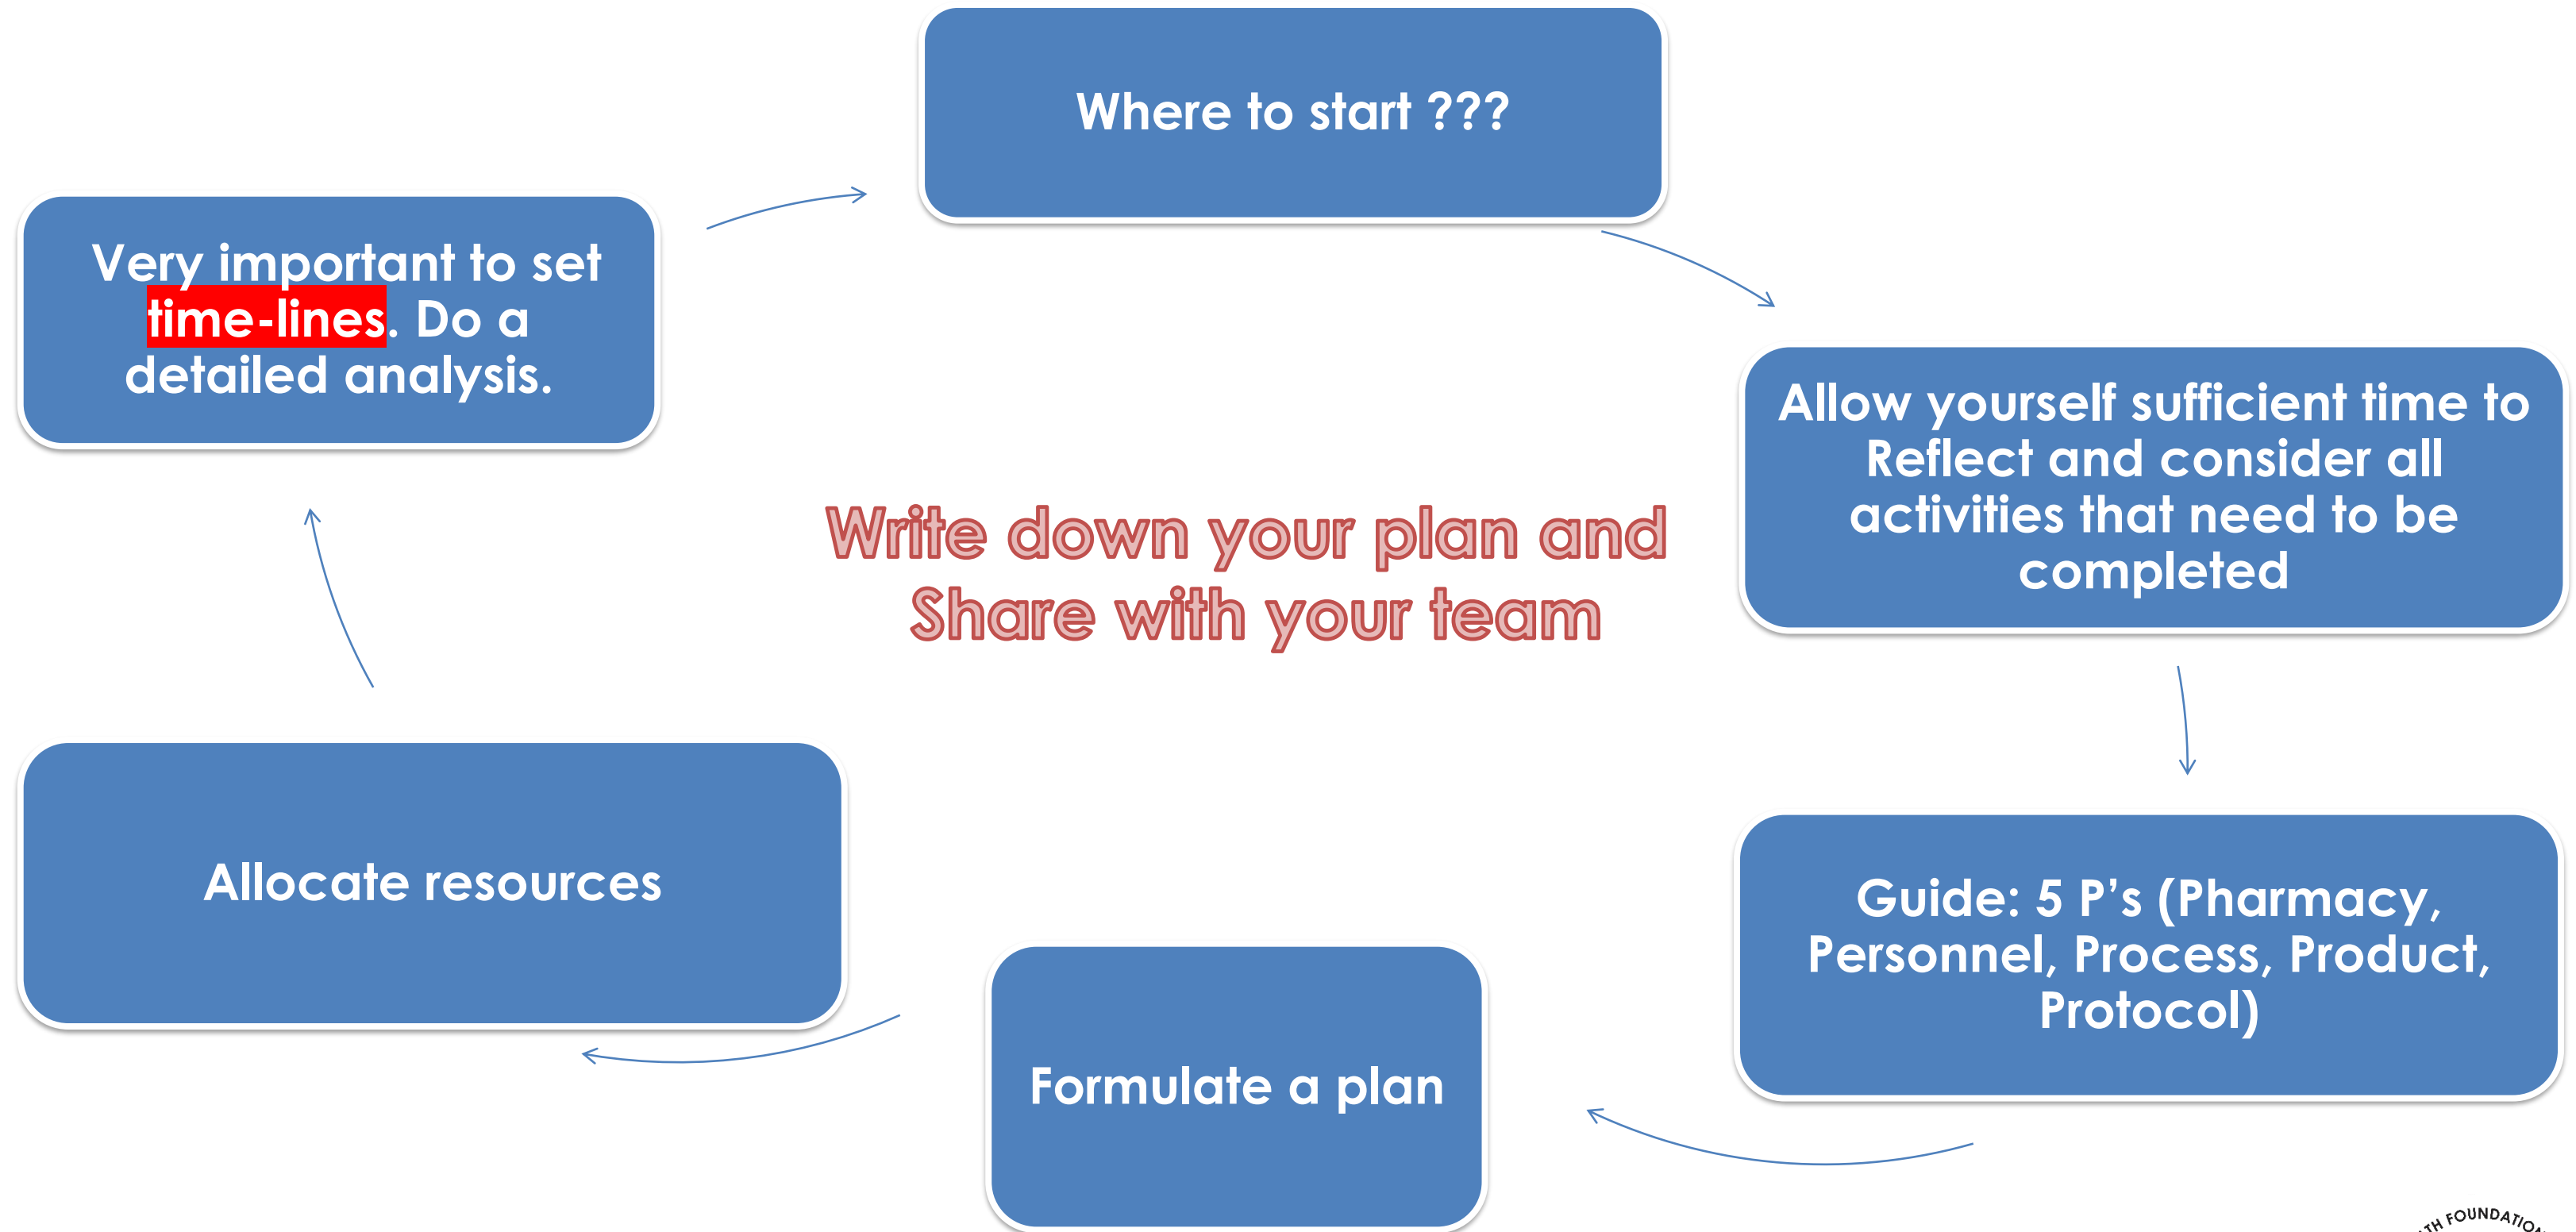 Where to start ???
Allow yourself sufficient time to
Reflect and consider all
activities that need to be
completed
Guide: 5 P’s (Pharmacy,
Personnel, Process, Product,
Protocol)
Formulate a plan
Allocate resources
Very important to set
time-lines. Do a
detailed analysis.
Write down your plan and
Share with your team
FOUNDATION